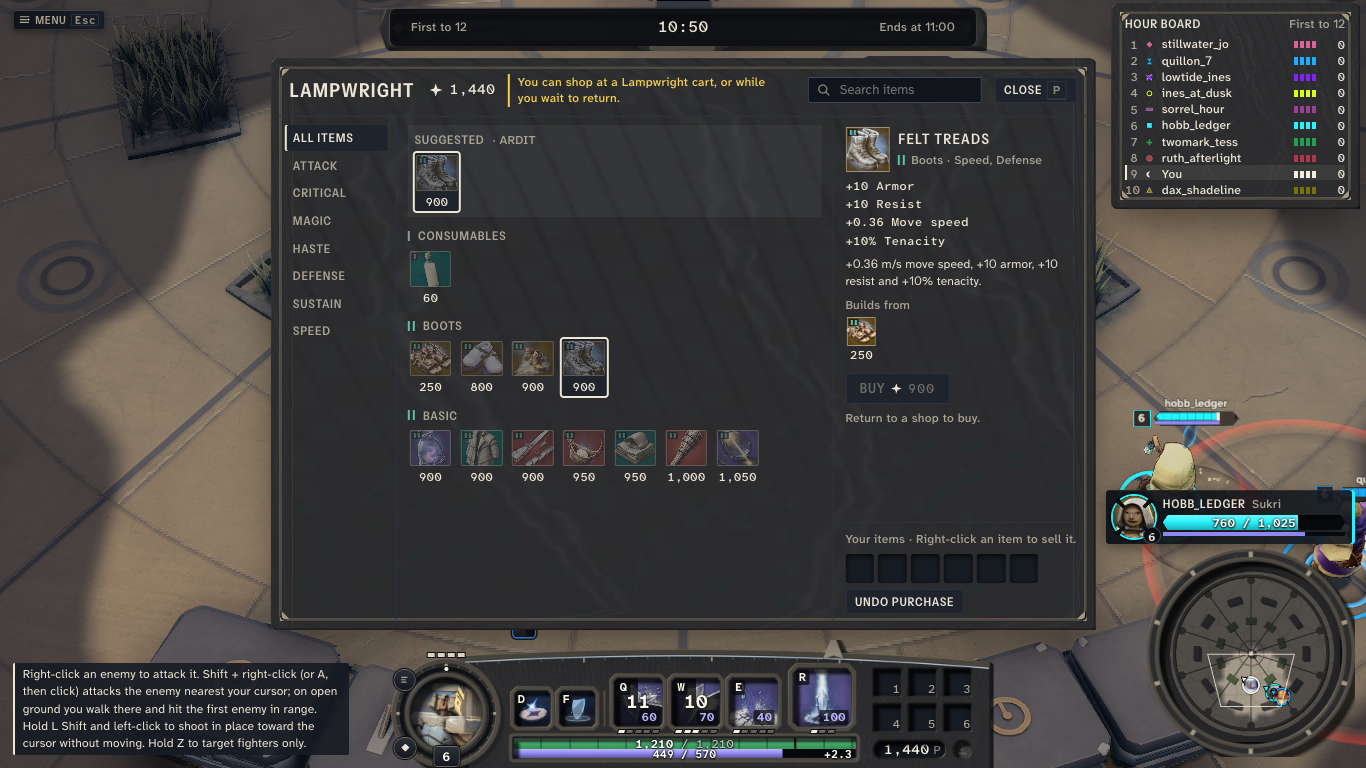 MENU Esc
First to 12
10:50
Ends at 11:00
HOUR BOARD First to 12
1 stillwater_jo 0
2 quillon_7 0
3 lowtide_ines 0
4 ines_at_dusk 0
5 sorrel_hour 0
6 hobb_ledger 0
7 twomark_tess 0
8 ruth_afterlight 0
9 You 0
10 dax_shadeline 0
LAMPWRIGHT 1,440
You can shop at a Lampwright cart, or while
you wait to return.
Search items
CLOSE P
ALL ITEMS
ATTACK
CRITICAL
MAGIC
HASTE
DEFENSE
SUSTAIN
SPEED
SUGGESTED · ARDIT
900
CONSUMABLES
60
BOOTS
250 800 900 900
BASIC
900 900 900 950 950 1,000 1,050
FELT TREADS
Boots · Speed, Defense
+10 Armor
+10 Resist
+0.36 Move speed
+10% Tenacity
+0.36 m/s move speed, +10 armor, +10
resist and +10% tenacity.
Builds from
250
BUY 900
Return to a shop to buy.
Your items · Right-click an item to sell it.
UNDO PURCHASE
hobb_ledger
6
HOBB_LEDGER Sukri
760 / 1,025
6
Right-click an enemy to attack it. Shift + right-click (or A,
then click) attacks the enemy nearest your cursor; on open
ground you walk there and hit the first enemy in range.
Hold L Shift and left-click to shoot in place toward the
cursor without moving. Hold Z to target fighters only.
6
D F
Q 11 60
W 10 70
E 40
R 100
1,210 / 1,210
449 / 570 +2.3
1 2 3
4 5 6
1,440 P